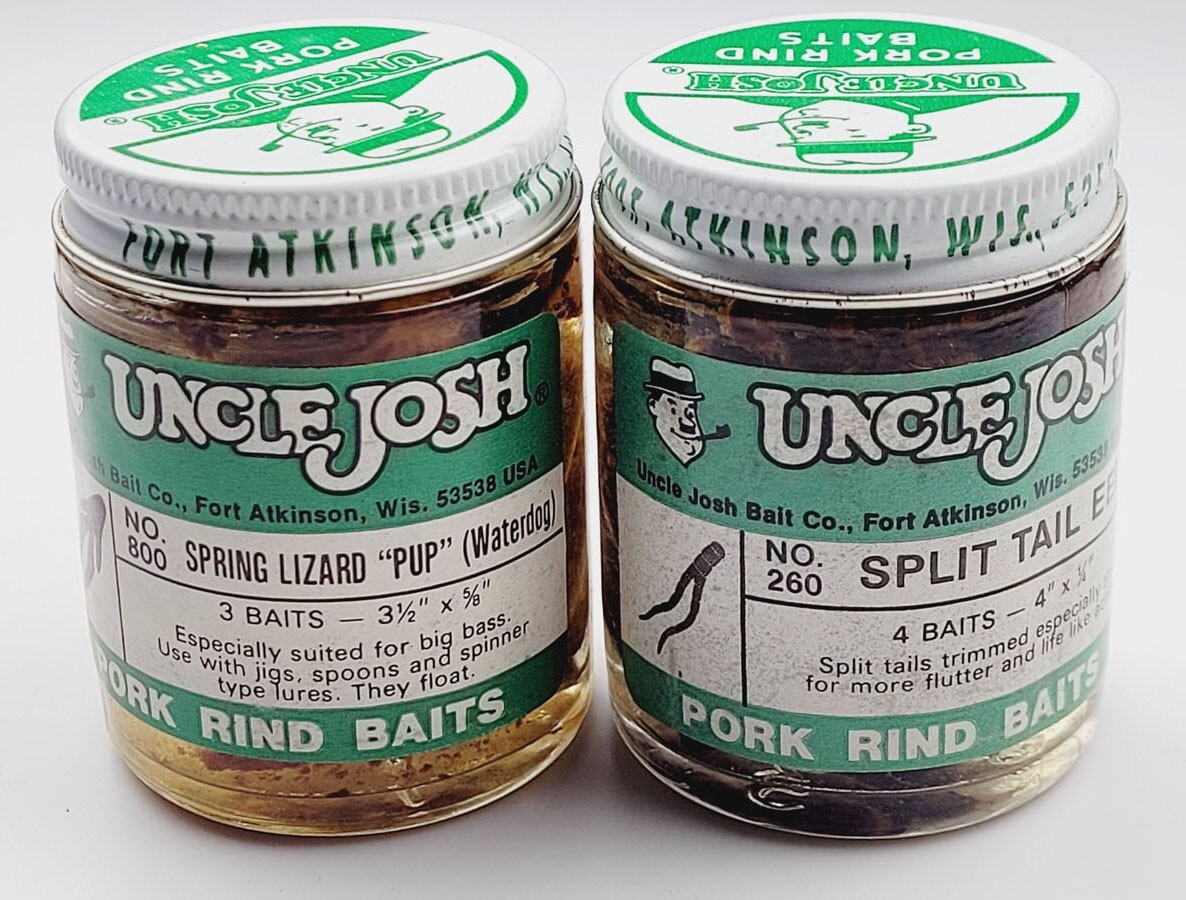 PORK RIND
BAITS
UNCLE JOSH®
FORT ATKINSON, WIS.
UNCLE JOSH®
Bait Co., Fort Atkinson, Wis. 53538 USA
NO.
800
SPRING LIZARD "PUP" (Waterdog)
3 BAITS — 3½" x ⅝"
Especially suited for big bass.
Use with jigs, spoons and spinner
type lures. They float.
PORK RIND BAITS
PORK RIND
BAITS
UNCLE JOSH®
ATKINSON, WIS.
UNCLE JOSH
Uncle Josh Bait Co., Fort Atkinson, Wis. 53538
NO.
260
SPLIT TAIL
4 BAITS — 4" x ¼"
Split tails trimmed especially
for more flutter and life like
PORK RIND BAITS